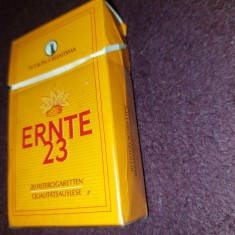 ERNTE
23
20 FILTERCIGARETTEN
QUALITÄTSAUSLESE